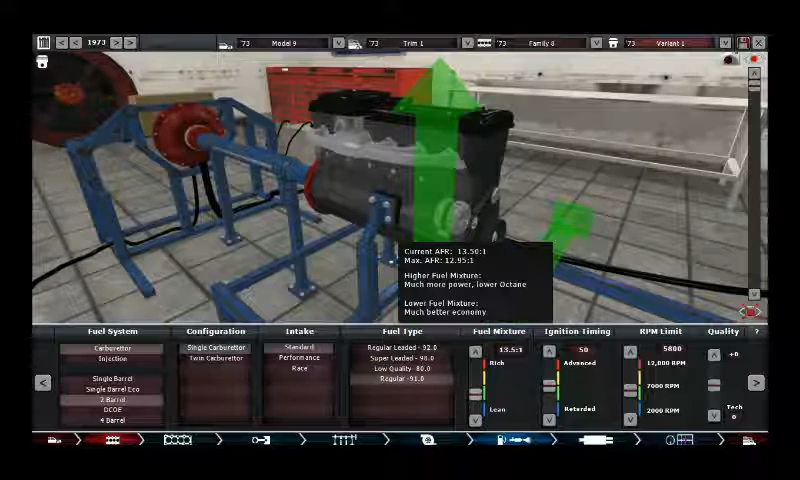 1973
'73 Model 9
'73 Trim 1
'73 Family 8
'73 Variant 1
Current AFR: 13.50:1
Max. AFR: 12.95:1
Higher Fuel Mixture:
Much more power, lower Octane
Lower Fuel Mixture:
Much better economy
Fuel System
Configuration
Intake
Fuel Type
Fuel Mixture
Ignition Timing
RPM Limit
Quality
?
Carburettor
Injection
Single Barrel
Single Barrel Eco
2 Barrel
DCOE
4 Barrel
Single Carburettor
Twin Carburettor
Standard
Performance
Race
Regular Leaded - 92.0
Super Leaded - 98.0
Low Quality - 80.0
Regular - 91.0
13.5:1
Rich
Lean
50
Advanced
Retarded
5800
12,000 RPM
7000 RPM
2000 RPM
+0
Tech
0